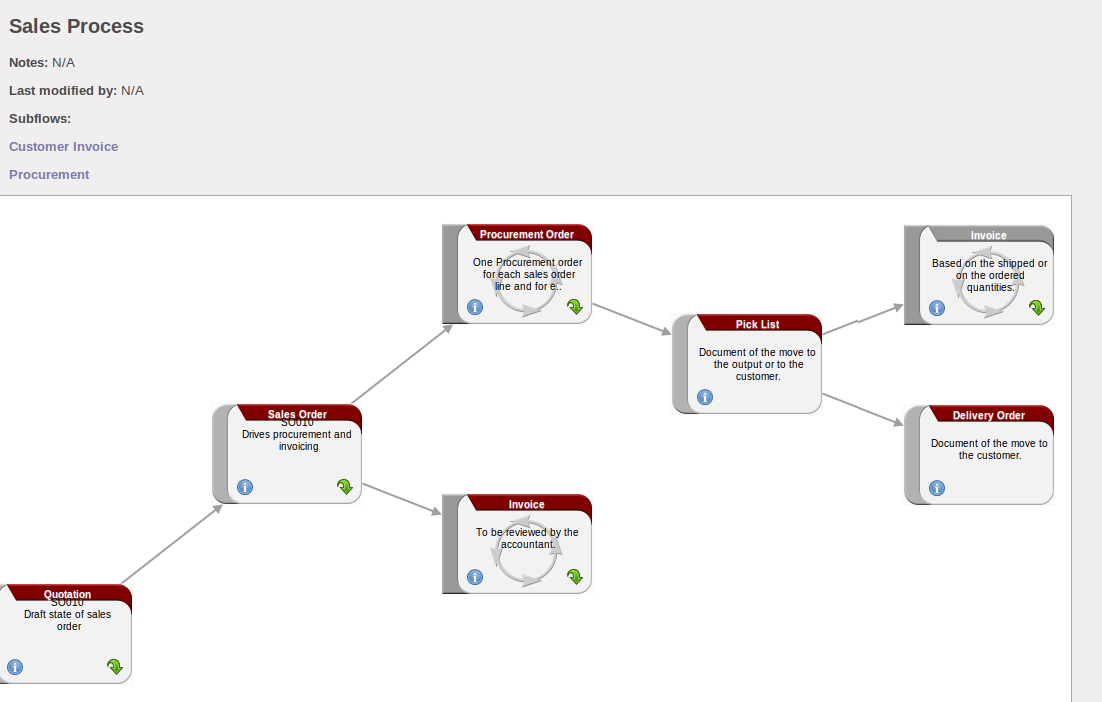 Sales Process
Notes: N/A
Last modified by: N/A
Subflows:
Customer Invoice
Procurement
Procurement Order
One Procurement order
for each sales order
line and for e..
Invoice
Based on the shipped or
on the ordered
quantities.
Pick List
Document of the move to
the output or to the
customer.
Sales Order
SO010
Drives procurement and
invoicing
Delivery Order
Document of the move to
the customer.
Invoice
To be reviewed by the
accountant.
Quotation
SO010
Draft state of sales
order